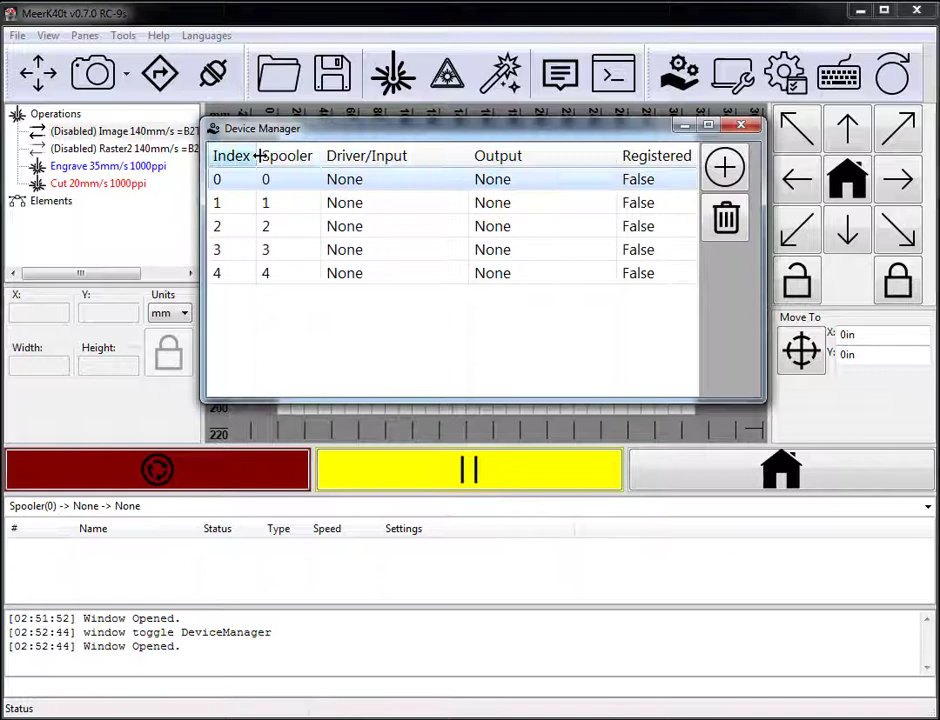 MeerK40t v0.7.0 RC-9s
File View Panes Tools Help Languages
Operations
(Disabled) Image 140mm/s =B2T
(Disabled) Raster2 140mm/s =B2T
Engrave 35mm/s 1000ppi
Cut 20mm/s 1000ppi
Elements
X: Y: Units
mm
Width: Height:
Device Manager
Index Spooler Driver/Input Output Registered
0 0 None None False
1 1 None None False
2 2 None None False
3 3 None None False
4 4 None None False
200
220
Move To
X: 0in
Y: 0in
Spooler(0) -> None -> None
# Name Status Type Speed Settings
[02:51:52] Window Opened.
[02:52:44] window toggle DeviceManager
[02:52:44] Window Opened.
Status